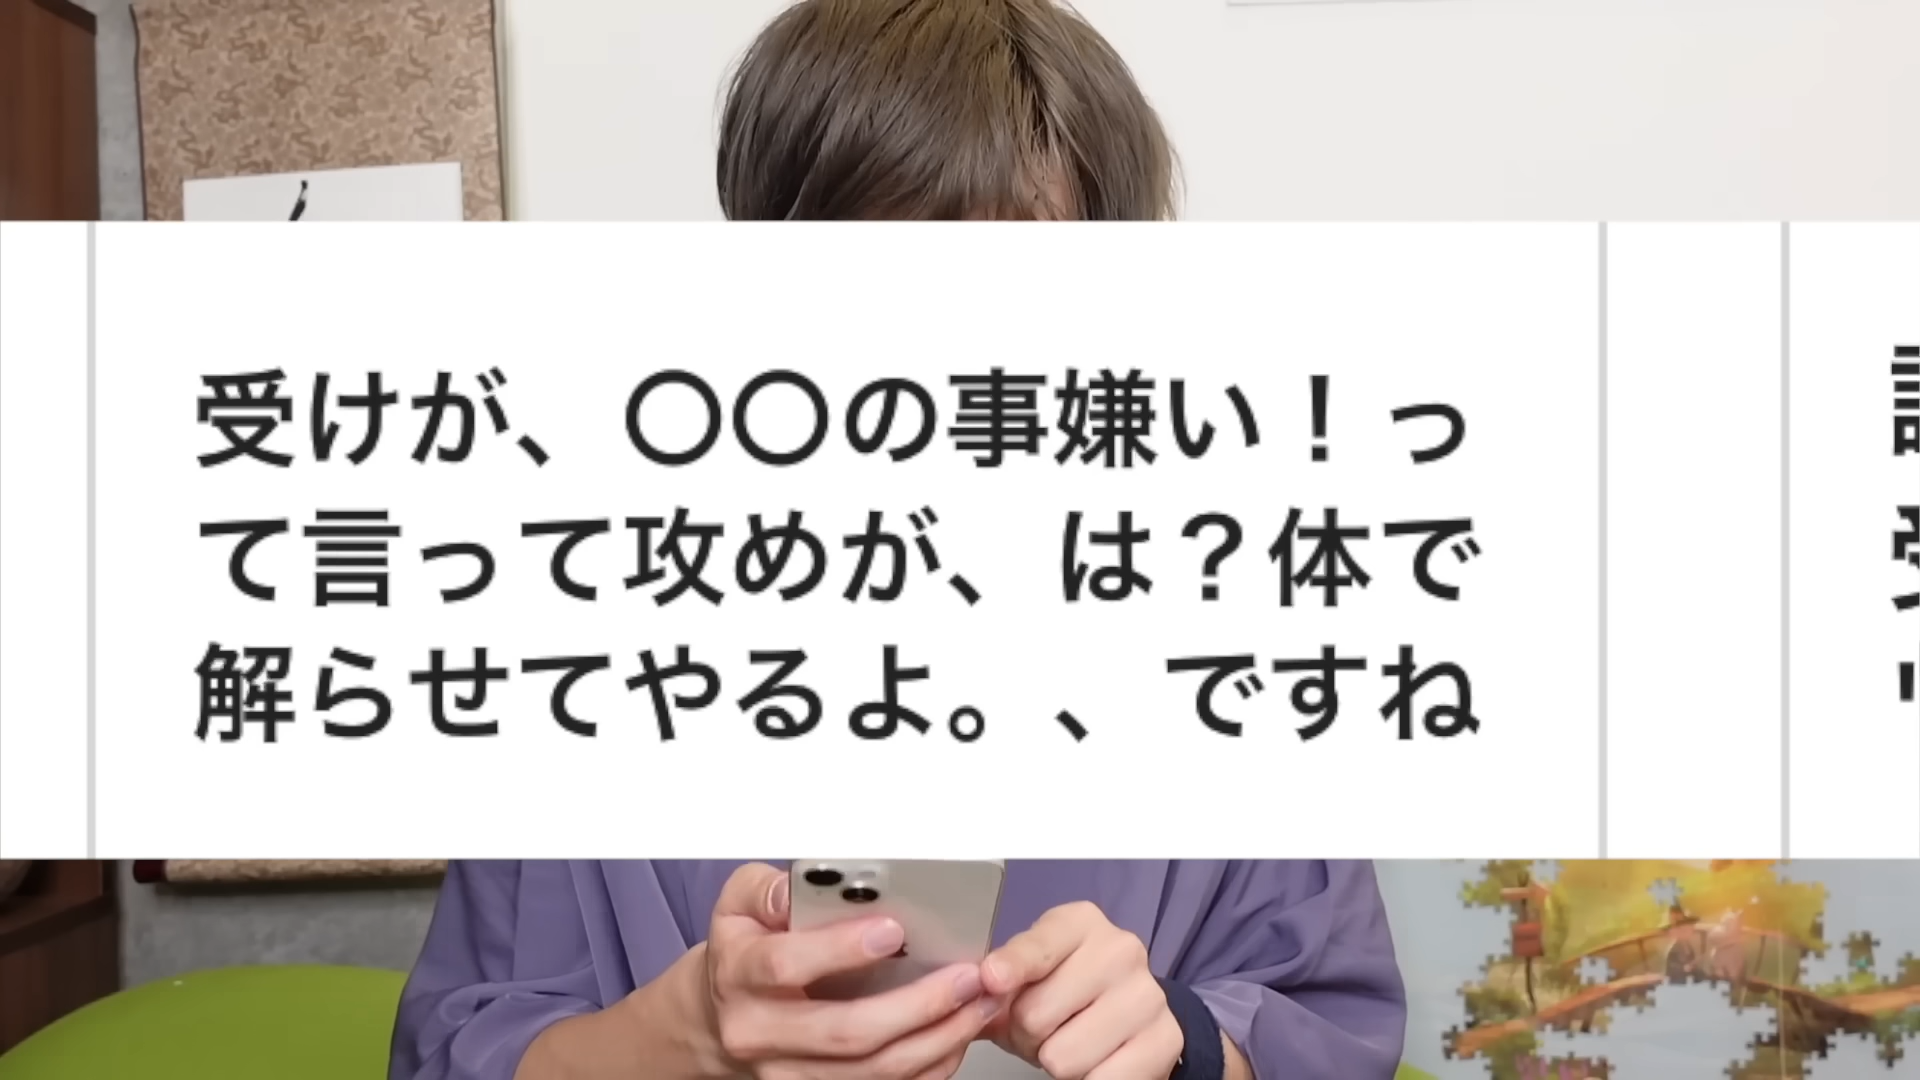 受けが、〇〇の事嫌い！っ
て言って攻めが、は？体で
解らせてやるよ。、ですね